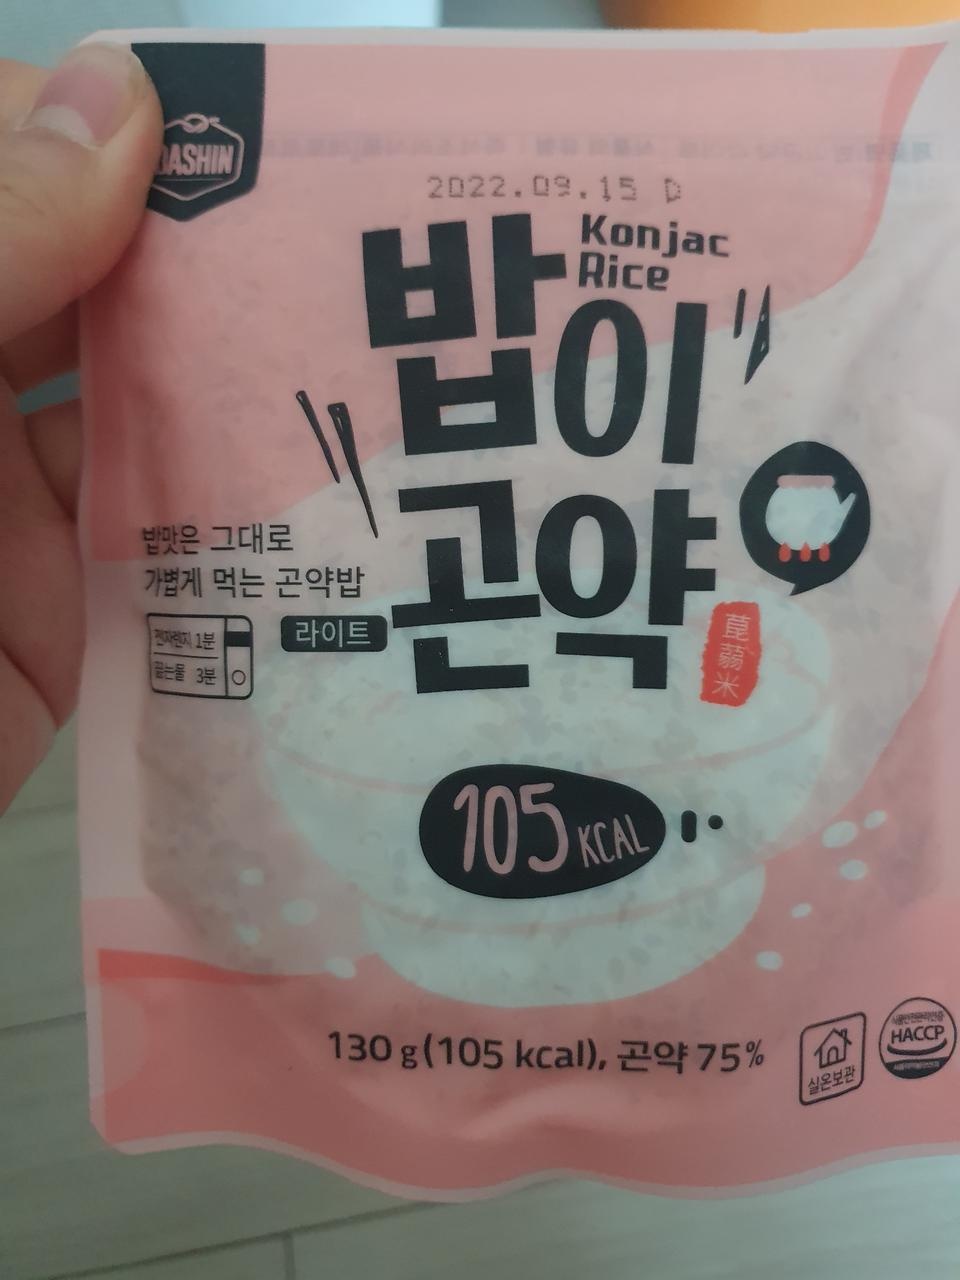 DASHIN
2022.09.15 D
Konjac
Rice
밥이
곤약
밥맛은 그대로
가볍게 먹는 곤약밥
라이트
전자렌지 1분
끓는물 3분
蒟蒻米
105 KCAL
130 g(105 kcal), 곤약 75%
실온보관
HACCP